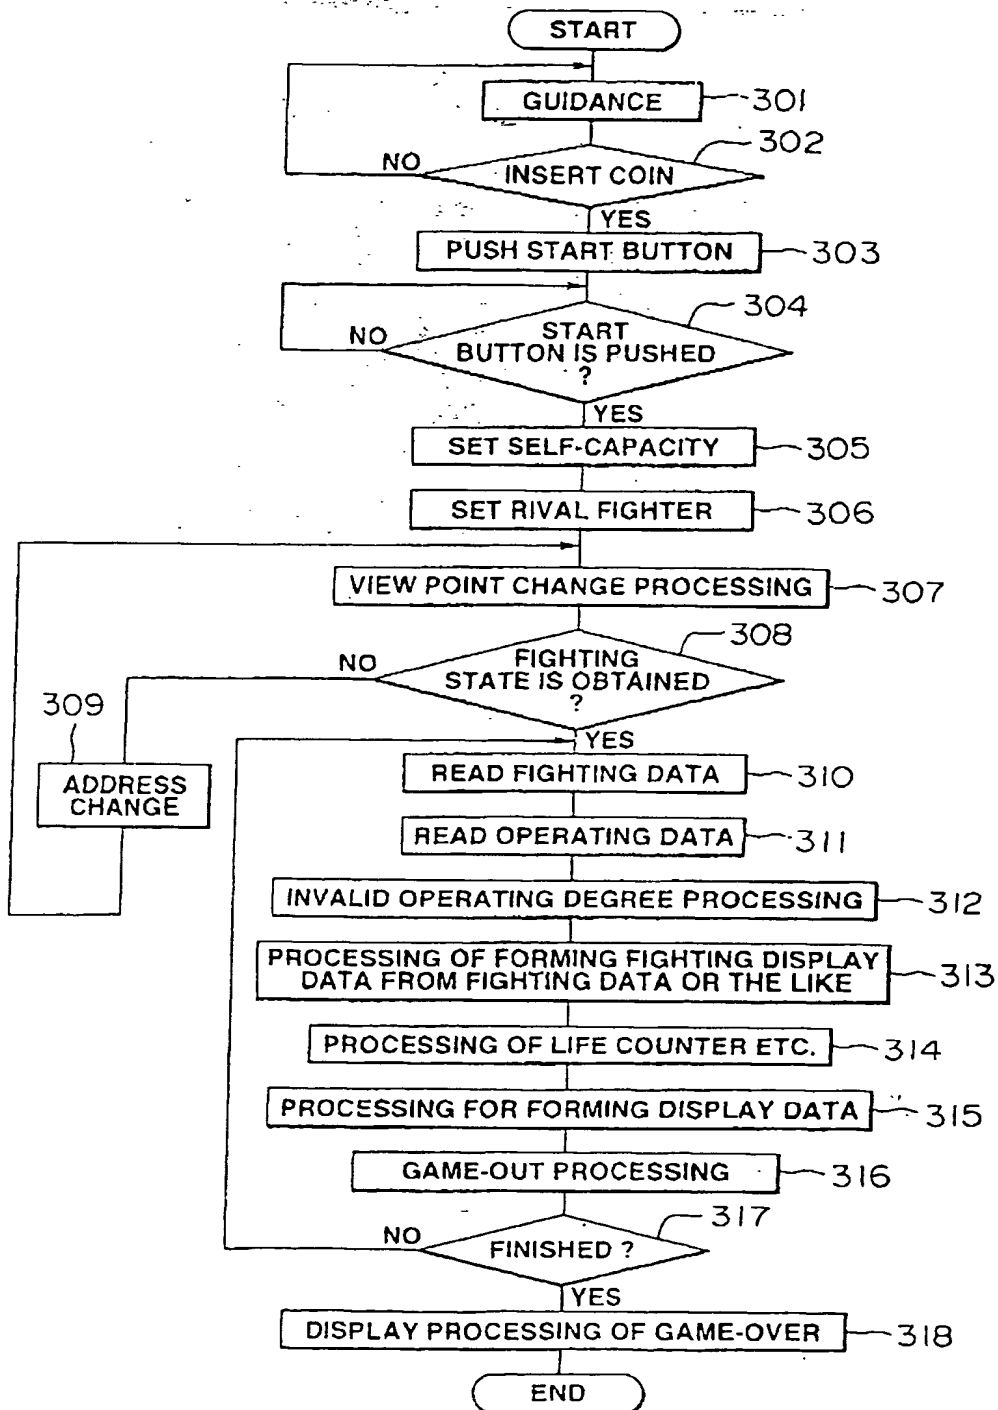 START
GUIDANCE
301
302
NO
INSERT COIN
YES
PUSH START BUTTON
303
304
NO
START
BUTTON IS PUSHED
?
YES
SET SELF-CAPACITY
305
SET RIVAL FIGHTER
306
VIEW POINT CHANGE PROCESSING
307
308
NO
FIGHTING
STATE IS OBTAINED
?
309
YES
ADDRESS
CHANGE
READ FIGHTING DATA
310
READ OPERATING DATA
311
INVALID OPERATING DEGREE PROCESSING
312
PROCESSING OF FORMING FIGHTING DISPLAY
DATA FROM FIGHTING DATA OR THE LIKE
313
PROCESSING OF LIFE COUNTER ETC.
314
PROCESSING FOR FORMING DISPLAY DATA
315
GAME-OUT PROCESSING
316
317
NO
FINISHED ?
YES
DISPLAY PROCESSING OF GAME-OVER
318
END